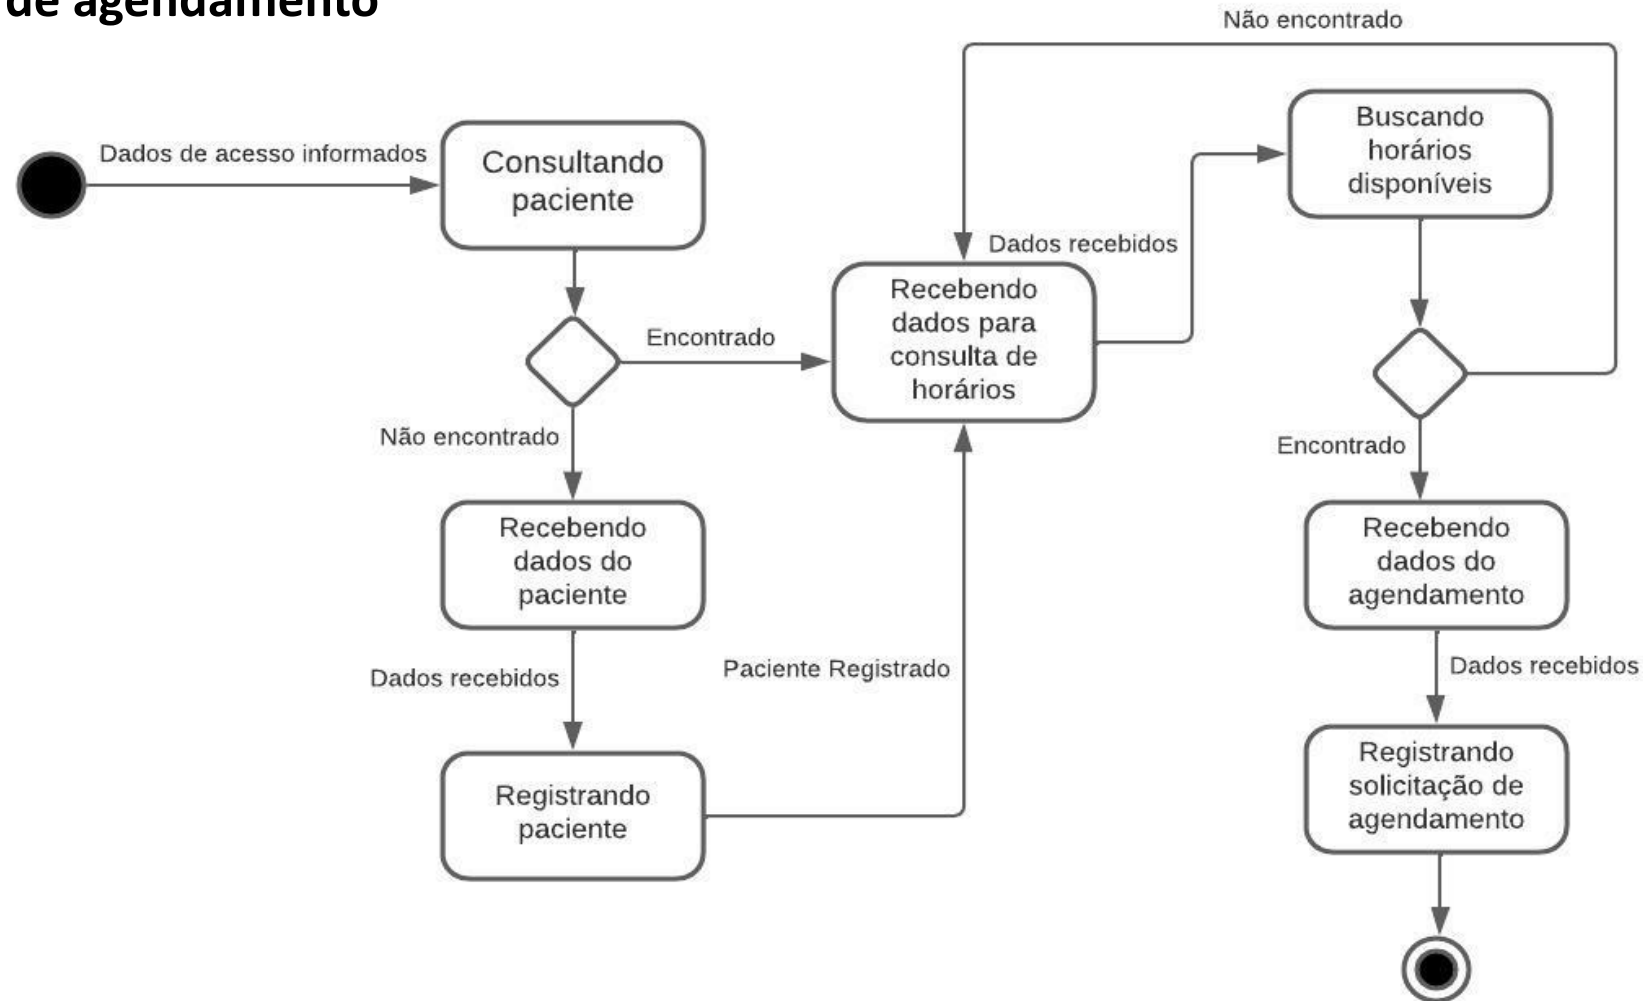 de agendamento
Não encontrado
Dados de acesso informados
Consultando
paciente
Buscando
horários
disponíveis
Dados recebidos
Encontrado
Recebendo
dados para
consulta de
horários
Não encontrado
Encontrado
Recebendo
dados do
paciente
Recebendo
dados do
agendamento
Dados recebidos
Paciente Registrado
Dados recebidos
Registrando
paciente
Registrando
solicitação de
agendamento